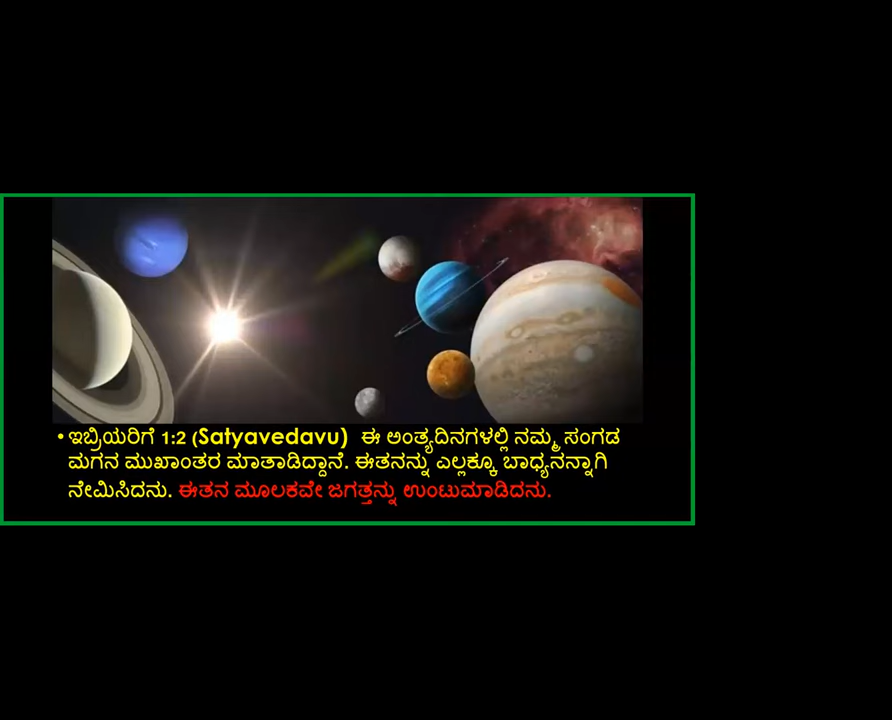 • ಇಬ್ರಿಯರಿಗೆ 1:2 (Satyavedavu) ಈ ಅಂತ್ಯದಿನಗಳಲ್ಲಿ ನಮ್ಮ ಸಂಗಡ
ಮಗನ ಮುಖಾಂತರ ಮಾತಾಡಿದ್ದಾನೆ. ಈತನನ್ನು ಎಲ್ಲಕ್ಕೂ ಬಾಧ್ಯನನ್ನಾಗಿ
ನೇಮಿಸಿದನು. ಈತನ ಮೂಲಕವೇ ಜಗತ್ತನ್ನು ಉಂಟುಮಾಡಿದನು.